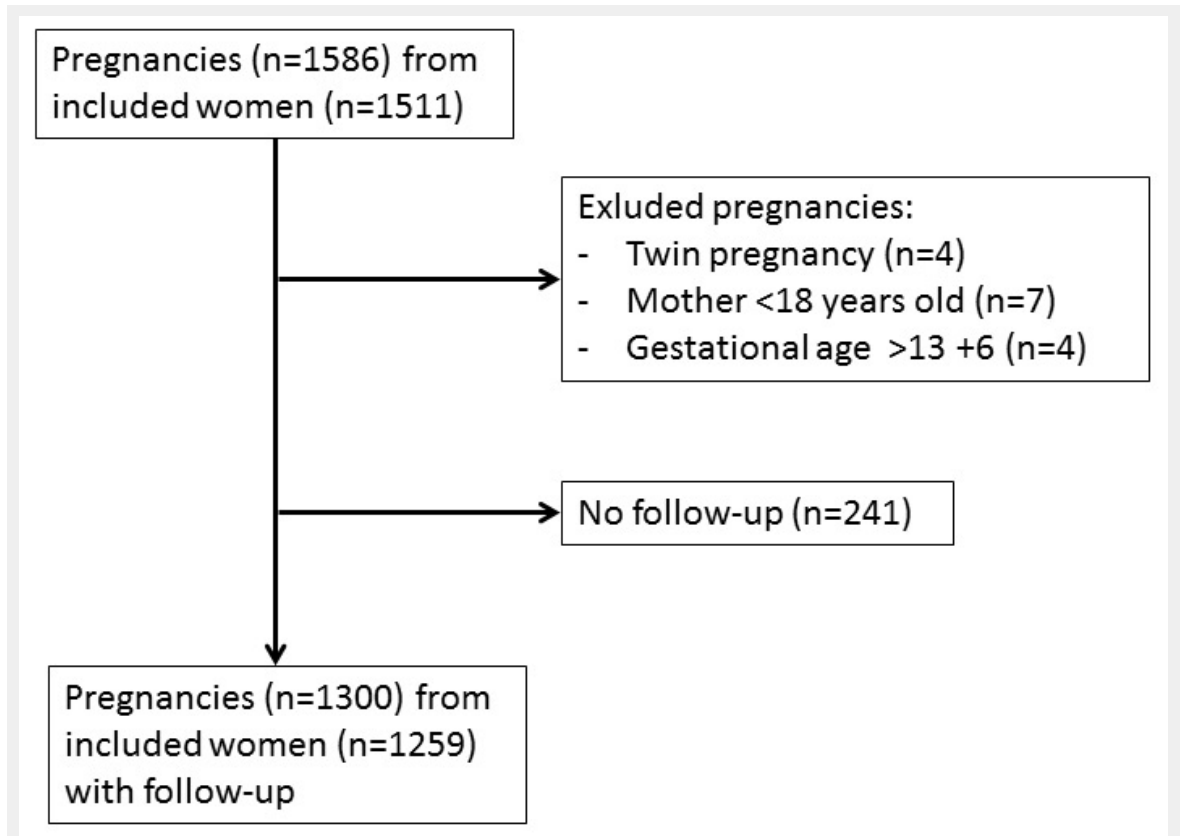 Pregnancies (n=1586) from
included women (n=1511)
Exluded pregnancies:
- Twin pregnancy (n=4)
- Mother <18 years old (n=7)
- Gestational age >13 +6 (n=4)
No follow-up (n=241)
Pregnancies (n=1300) from
included women (n=1259)
with follow-up